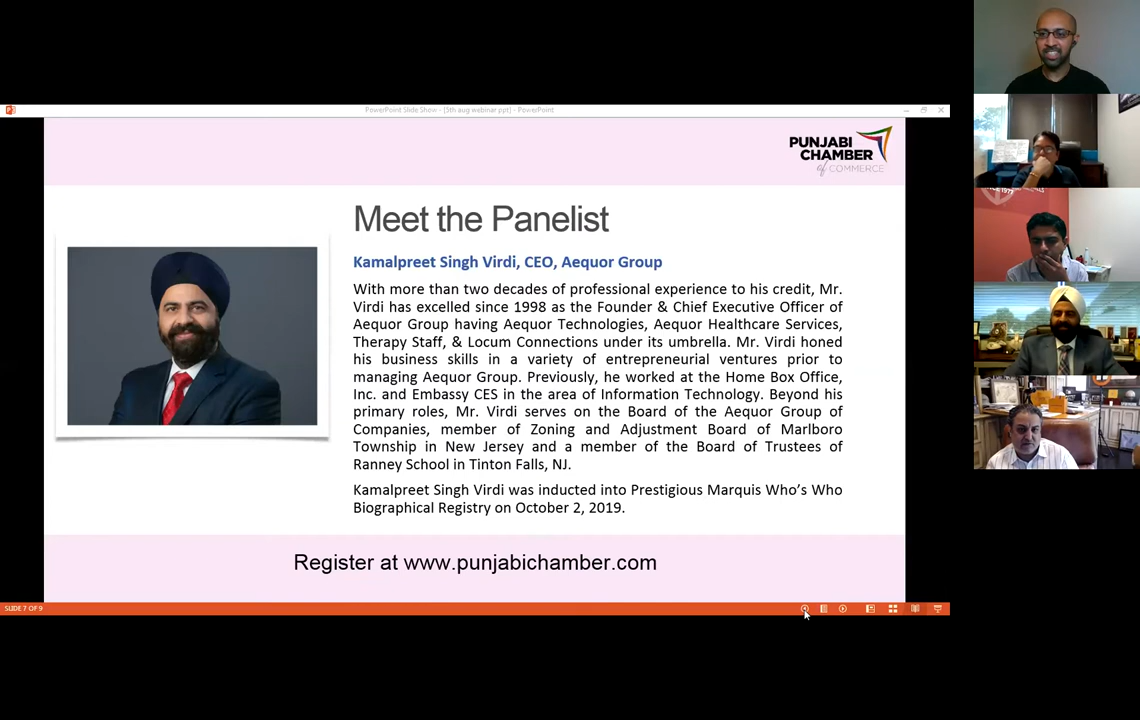 PowerPoint Slide Show - [5th aug webinar.ppt] - PowerPoint
PUNJABI
CHAMBER
of COMMERCE
Meet the Panelist
Kamalpreet Singh Virdi, CEO, Aequor Group
With more than two decades of professional experience to his credit, Mr.
Virdi has excelled since 1998 as the Founder & Chief Executive Officer of
Aequor Group having Aequor Technologies, Aequor Healthcare Services,
Therapy Staff, & Locum Connections under its umbrella. Mr. Virdi honed
his business skills in a variety of entrepreneurial ventures prior to
managing Aequor Group. Previously, he worked at the Home Box Office,
Inc. and Embassy CES in the area of Information Technology. Beyond his
primary roles, Mr. Virdi serves on the Board of the Aequor Group of
Companies, member of Zoning and Adjustment Board of Marlboro
Township in New Jersey and a member of the Board of Trustees of
Ranney School in Tinton Falls, NJ.
Kamalpreet Singh Virdi was inducted into Prestigious Marquis Who's Who
Biographical Registry on October 2, 2019.
Register at www.punjabichamber.com
SLIDE 7 OF 9